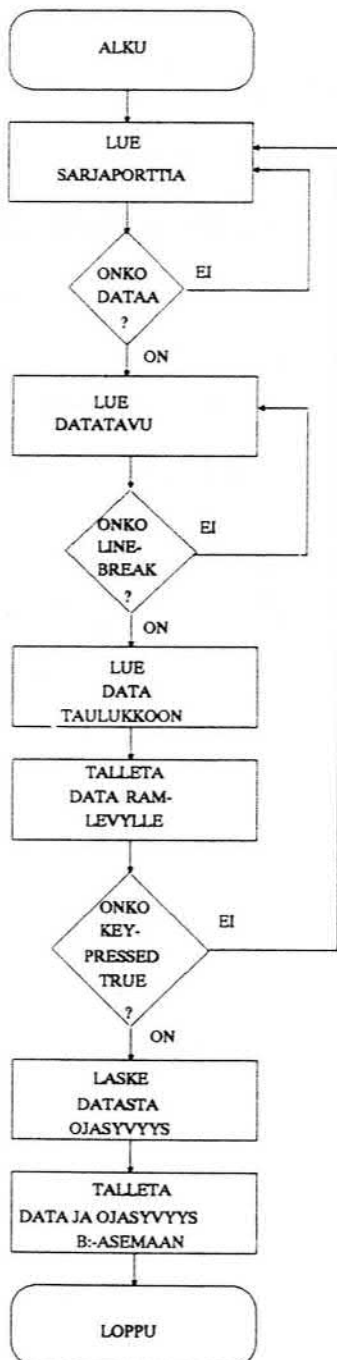 ALKU
LUE
SARJAPORTTIA
ONKO
DATAA
?
EI
ON
LUE
DATATAVU
ONKO
LINE-
BREAK
?
EI
ON
LUE
DATA
TAULUKKOON
TALLETA
DATA RAM-
LEVYLLE
ONKO
KEY-
PRESSED
TRUE
?
EI
ON
LASKE
DATASTA
OJASYVYYS
TALLETA
DATA JA OJASYVYYS
B:-ASEMAAN
LOPPU